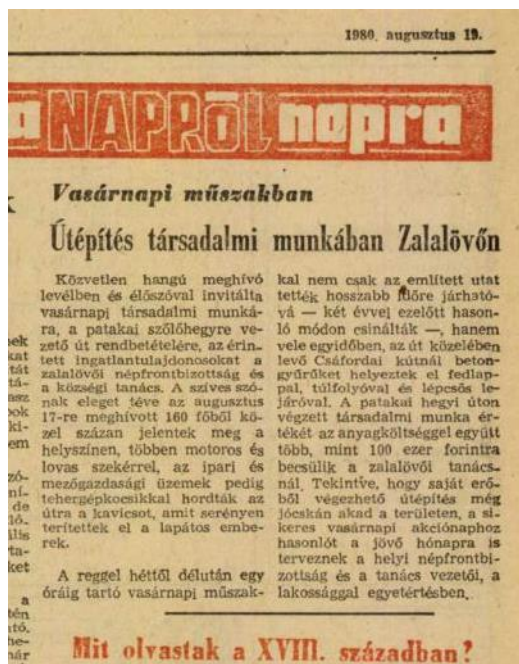 1980. augusztus 19.
a NAPRÓL napra
Vasárnapi műszakban
Útépítés társadalmi munkában Zalalövőn
Közvetlen hangú meghívó
levélben és élőszóval invitálta
vasárnapi társadalmi munká-
ra, a patakai szőlőhegyre ve-
zető út rendbetételére, az érin-
tett ingatlantulajdonosokat a
zalalövői népfrontbizottság és
a községi tanács. A szíves szó-
nak eleget téve az augusztus
17-re meghívott 160 főből kö-
zel százan jelentek meg a
helyszínen, többen motoros és
lovas szekérrel, az ipari és
mezőgazdasági üzemek pedig
tehergépkocsikkal hordták az
útra a kavicsot, amit serényen
terítettek el a lapátos embe-
rek.
A reggel héttől délután egy
óráig tartó vasárnapi műszak-
kal nem csak az említett utat
tették hosszabb időre járható-
vá — két évvel ezelőtt hason-
ló módon csinálták —, hanem
vele egyidőben, az út közelében
levő Csáfordai kútnál beton-
gyűrűket helyeztek el fedlap-
pal, túlfolyóval és lépcsős le-
járóval. A patakai hegyi úton
végzett társadalmi munka ér-
tékét az anyagköltséggel együtt
több, mint 100 ezer forintra
becsülik a zalalövői tanács-
nál. Tekintve, hogy saját erő-
ből végezhető útépítés még
jócskán akad a területen, a si-
keres vasárnapi akciónaphoz
hasonlót a jövő hónapra is
terveznek a helyi népfrontbi-
zottság és a tanács vezetői, a
lakossággal egyetértésben.
Mit olvastak a XVIII. században?